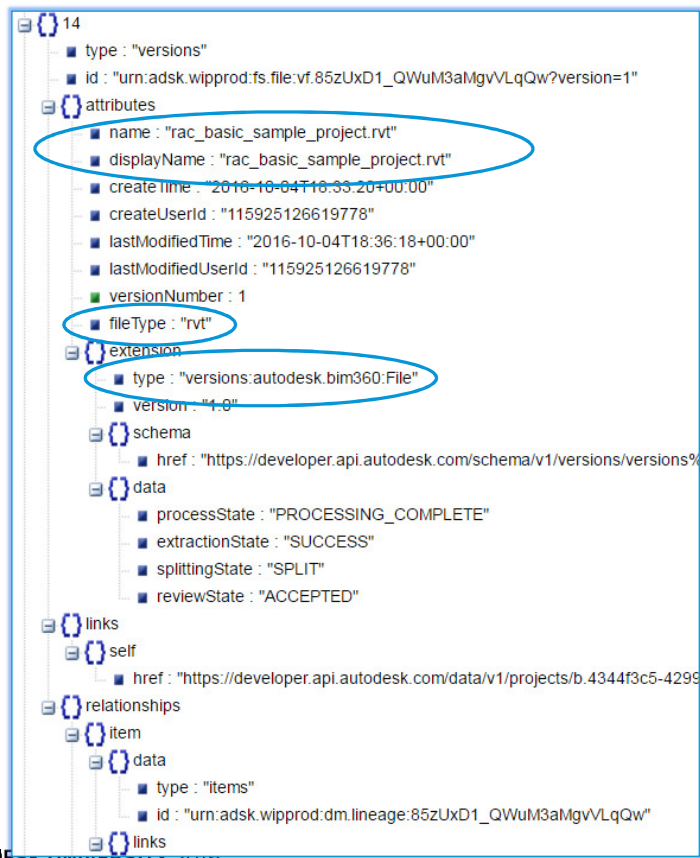 14
type : "versions"
id : "urn:adsk.wipprod:fs.file:vf.85zUxD1_QWuM3aMgvVLqQw?version=1"
attributes
name : "rac_basic_sample_project.rvt"
displayName : "rac_basic_sample_project.rvt"
createTime : "2016-10-04T18:33:20+00:00"
createUserId : "115925126619778"
lastModifiedTime : "2016-10-04T18:36:18+00:00"
lastModifiedUserId : "115925126619778"
versionNumber : 1
fileType : "rvt"
extension
type : "versions:autodesk.bim360:File"
version : "1.0"
schema
href : "https://developer.api.autodesk.com/schema/v1/versions/versions%
data
processState : "PROCESSING_COMPLETE"
extractionState : "SUCCESS"
splittingState : "SPLIT"
reviewState : "ACCEPTED"
links
self
href : "https://developer.api.autodesk.com/data/v1/projects/b.4344f3c5-4299
relationships
item
data
type : "items"
id : "urn:adsk.wipprod:dm.lineage:85zUxD1_QWuM3aMgvVLqQw"
links